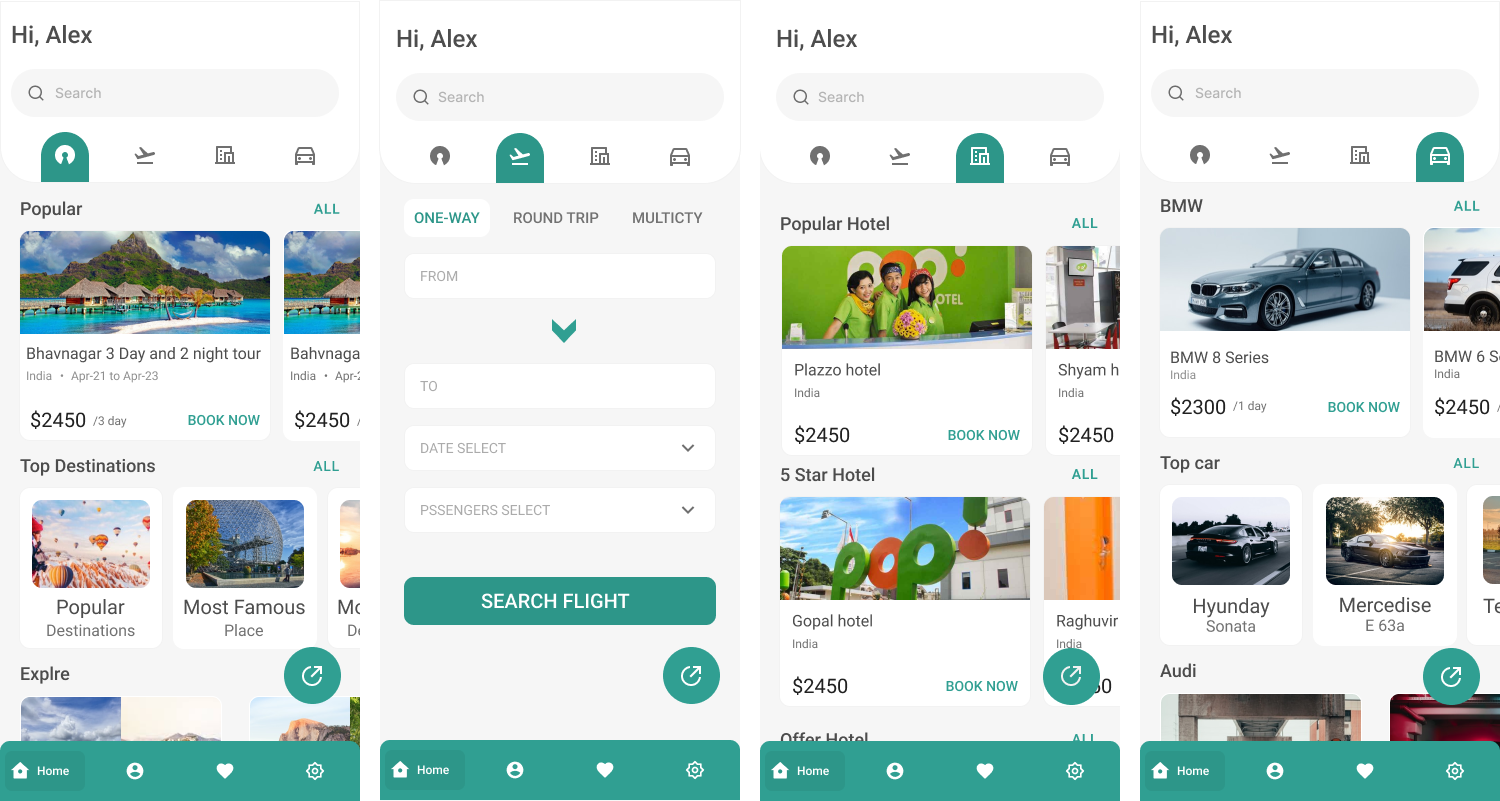 Hi, Alex
Search
Popular
ALL
Bhavnagar 3 Day and 2 night tour
India • Apr-21 to Apr-23
$2450 /3 day
BOOK NOW
Bahvnaga
India • Apr-2
$2450 /
Top Destinations
ALL
Popular
Destinations
Most Famous
Place
Mo
De
Explre
Home
Hi, Alex
Search
ONE-WAY
ROUND TRIP
MULTICTY
FROM
TO
DATE SELECT
PSSENGERS SELECT
SEARCH FLIGHT
Home
Hi, Alex
Search
Popular Hotel
ALL
pop!
HOTEL
Plazzo hotel
India
$2450
BOOK NOW
Shyam h
India
$2450
5 Star Hotel
ALL
pop!
Gopal hotel
India
$2450
BOOK NOW
Raghuvir
India
50
Offer Hotel
ALL
Home
Hi, Alex
Search
BMW
ALL
BMW 8 Series
India
$2300 /1 day
BOOK NOW
BMW 6 S
India
$2450 /
Top car
ALL
Hyunday
Sonata
Mercedise
E 63a
Te
Audi
Home